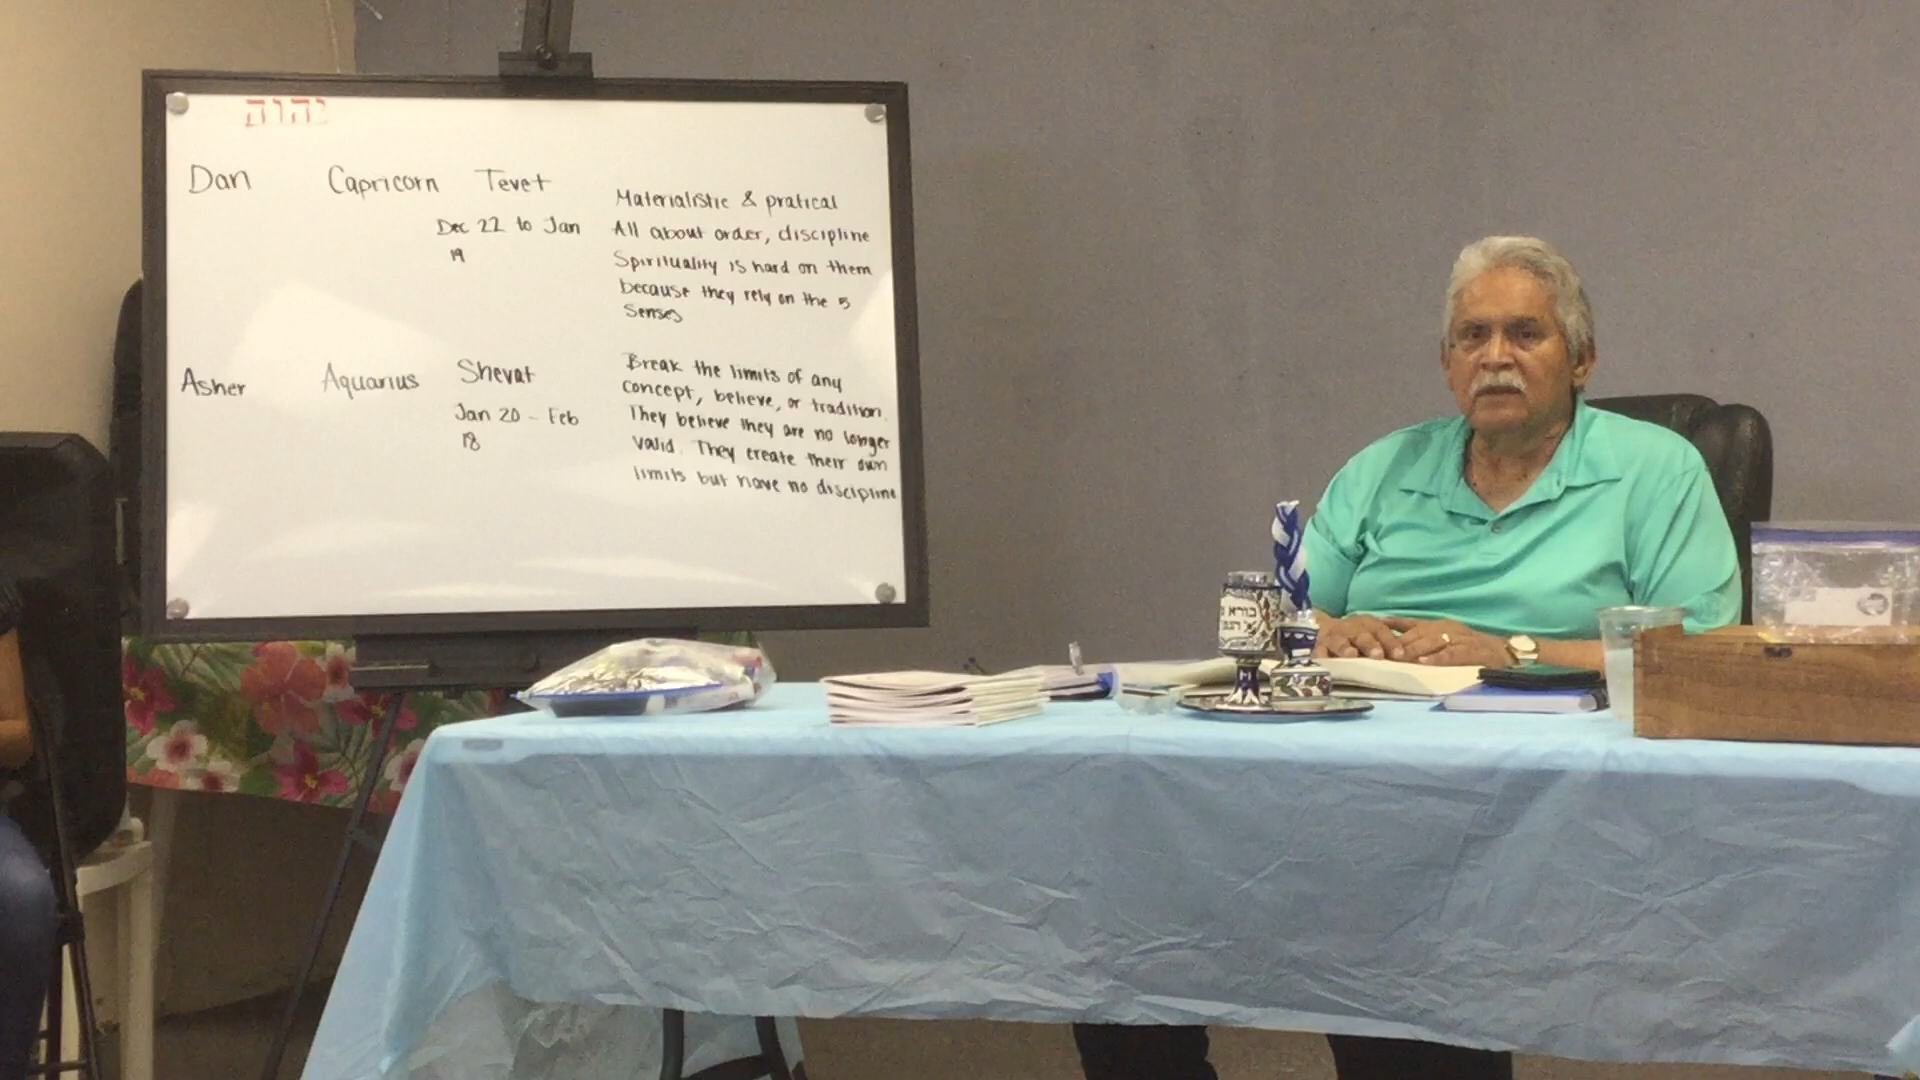 יהוה
Dan Capricorn Tevet
Dec 22 to Jan
19
Materialistic & pratical
All about order, discipline
Spirituality is hard on them
because they rely on the 5
Senses
Asher Aquarius Shevat
Jan 20 - Feb
18
Break the limits of any
concept, believe, or tradition.
They believe they are no longer
valid. They create their own
limits but have no discipline
בורא